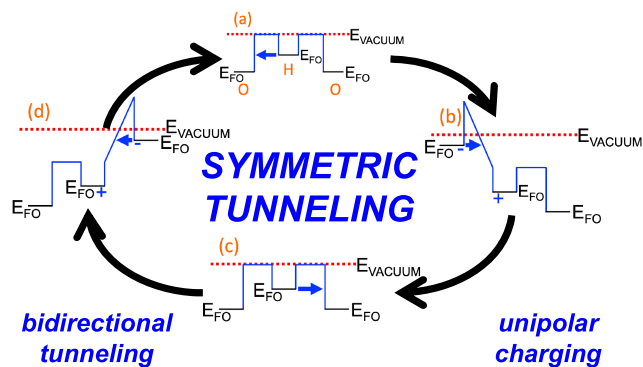 (a)
E_VACUUM
E_FO E_FO E_FO
O H O
(d)
(b)
E_VACUUM
E_VACUUM
- E_FO
E_FO -
SYMMETRIC
TUNNELING
E_FO +
+ E_FO
E_FO
E_FO
(c)
E_VACUUM
E_FO
E_FO E_FO
bidirectional
tunneling
unipolar
charging